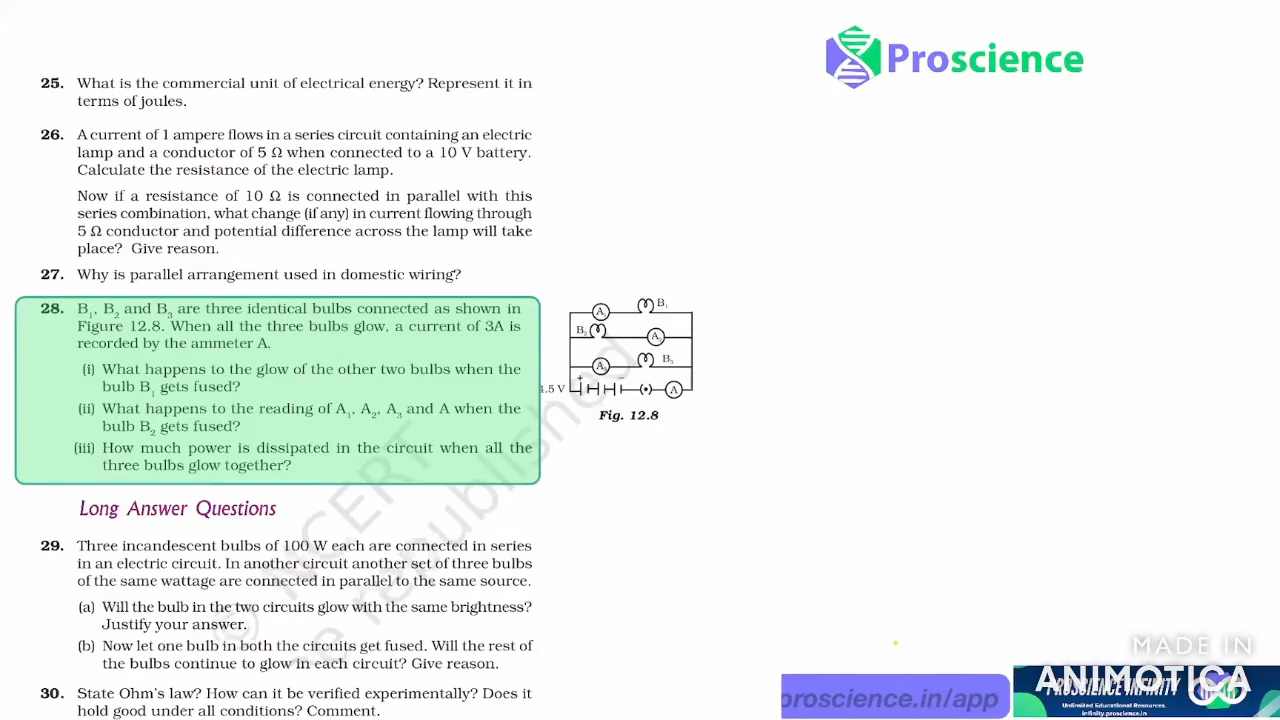 Proscience
25. What is the commercial unit of electrical energy? Represent it in
terms of joules.
26. A current of 1 ampere flows in a series circuit containing an electric
lamp and a conductor of 5 Ω when connected to a 10 V battery.
Calculate the resistance of the electric lamp.
Now if a resistance of 10 Ω is connected in parallel with this
series combination, what change (if any) in current flowing through
5 Ω conductor and potential difference across the lamp will take
place? Give reason.
27. Why is parallel arrangement used in domestic wiring?
28. B₁, B₂ and B₃ are three identical bulbs connected as shown in
Figure 12.8. When all the three bulbs glow, a current of 3A is
recorded by the ammeter A.
(i) What happens to the glow of the other two bulbs when the
bulb B₁ gets fused?
(ii) What happens to the reading of A₁, A₂, A₃ and A when the
bulb B₂ gets fused?
(iii) How much power is dissipated in the circuit when all the
three bulbs glow together?
A B₁
B A
A B₃
+ −
.5 V A
Fig. 12.8
Long Answer Questions
29. Three incandescent bulbs of 100 W each are connected in series
in an electric circuit. In another circuit another set of three bulbs
of the same wattage are connected in parallel to the same source.
(a) Will the bulb in the two circuits glow with the same brightness?
Justify your answer.
(b) Now let one bulb in both the circuits get fused. Will the rest of
the bulbs continue to glow in each circuit? Give reason.
30. State Ohm's law? How can it be verified experimentally? Does it
hold good under all conditions? Comment.
© NCERT
be republished
proscience.in/app
MADE IN
ANIMOTICA
PROSCIENCE INFINITY
Unlimited Educational Resources.
infinity.proscience.in